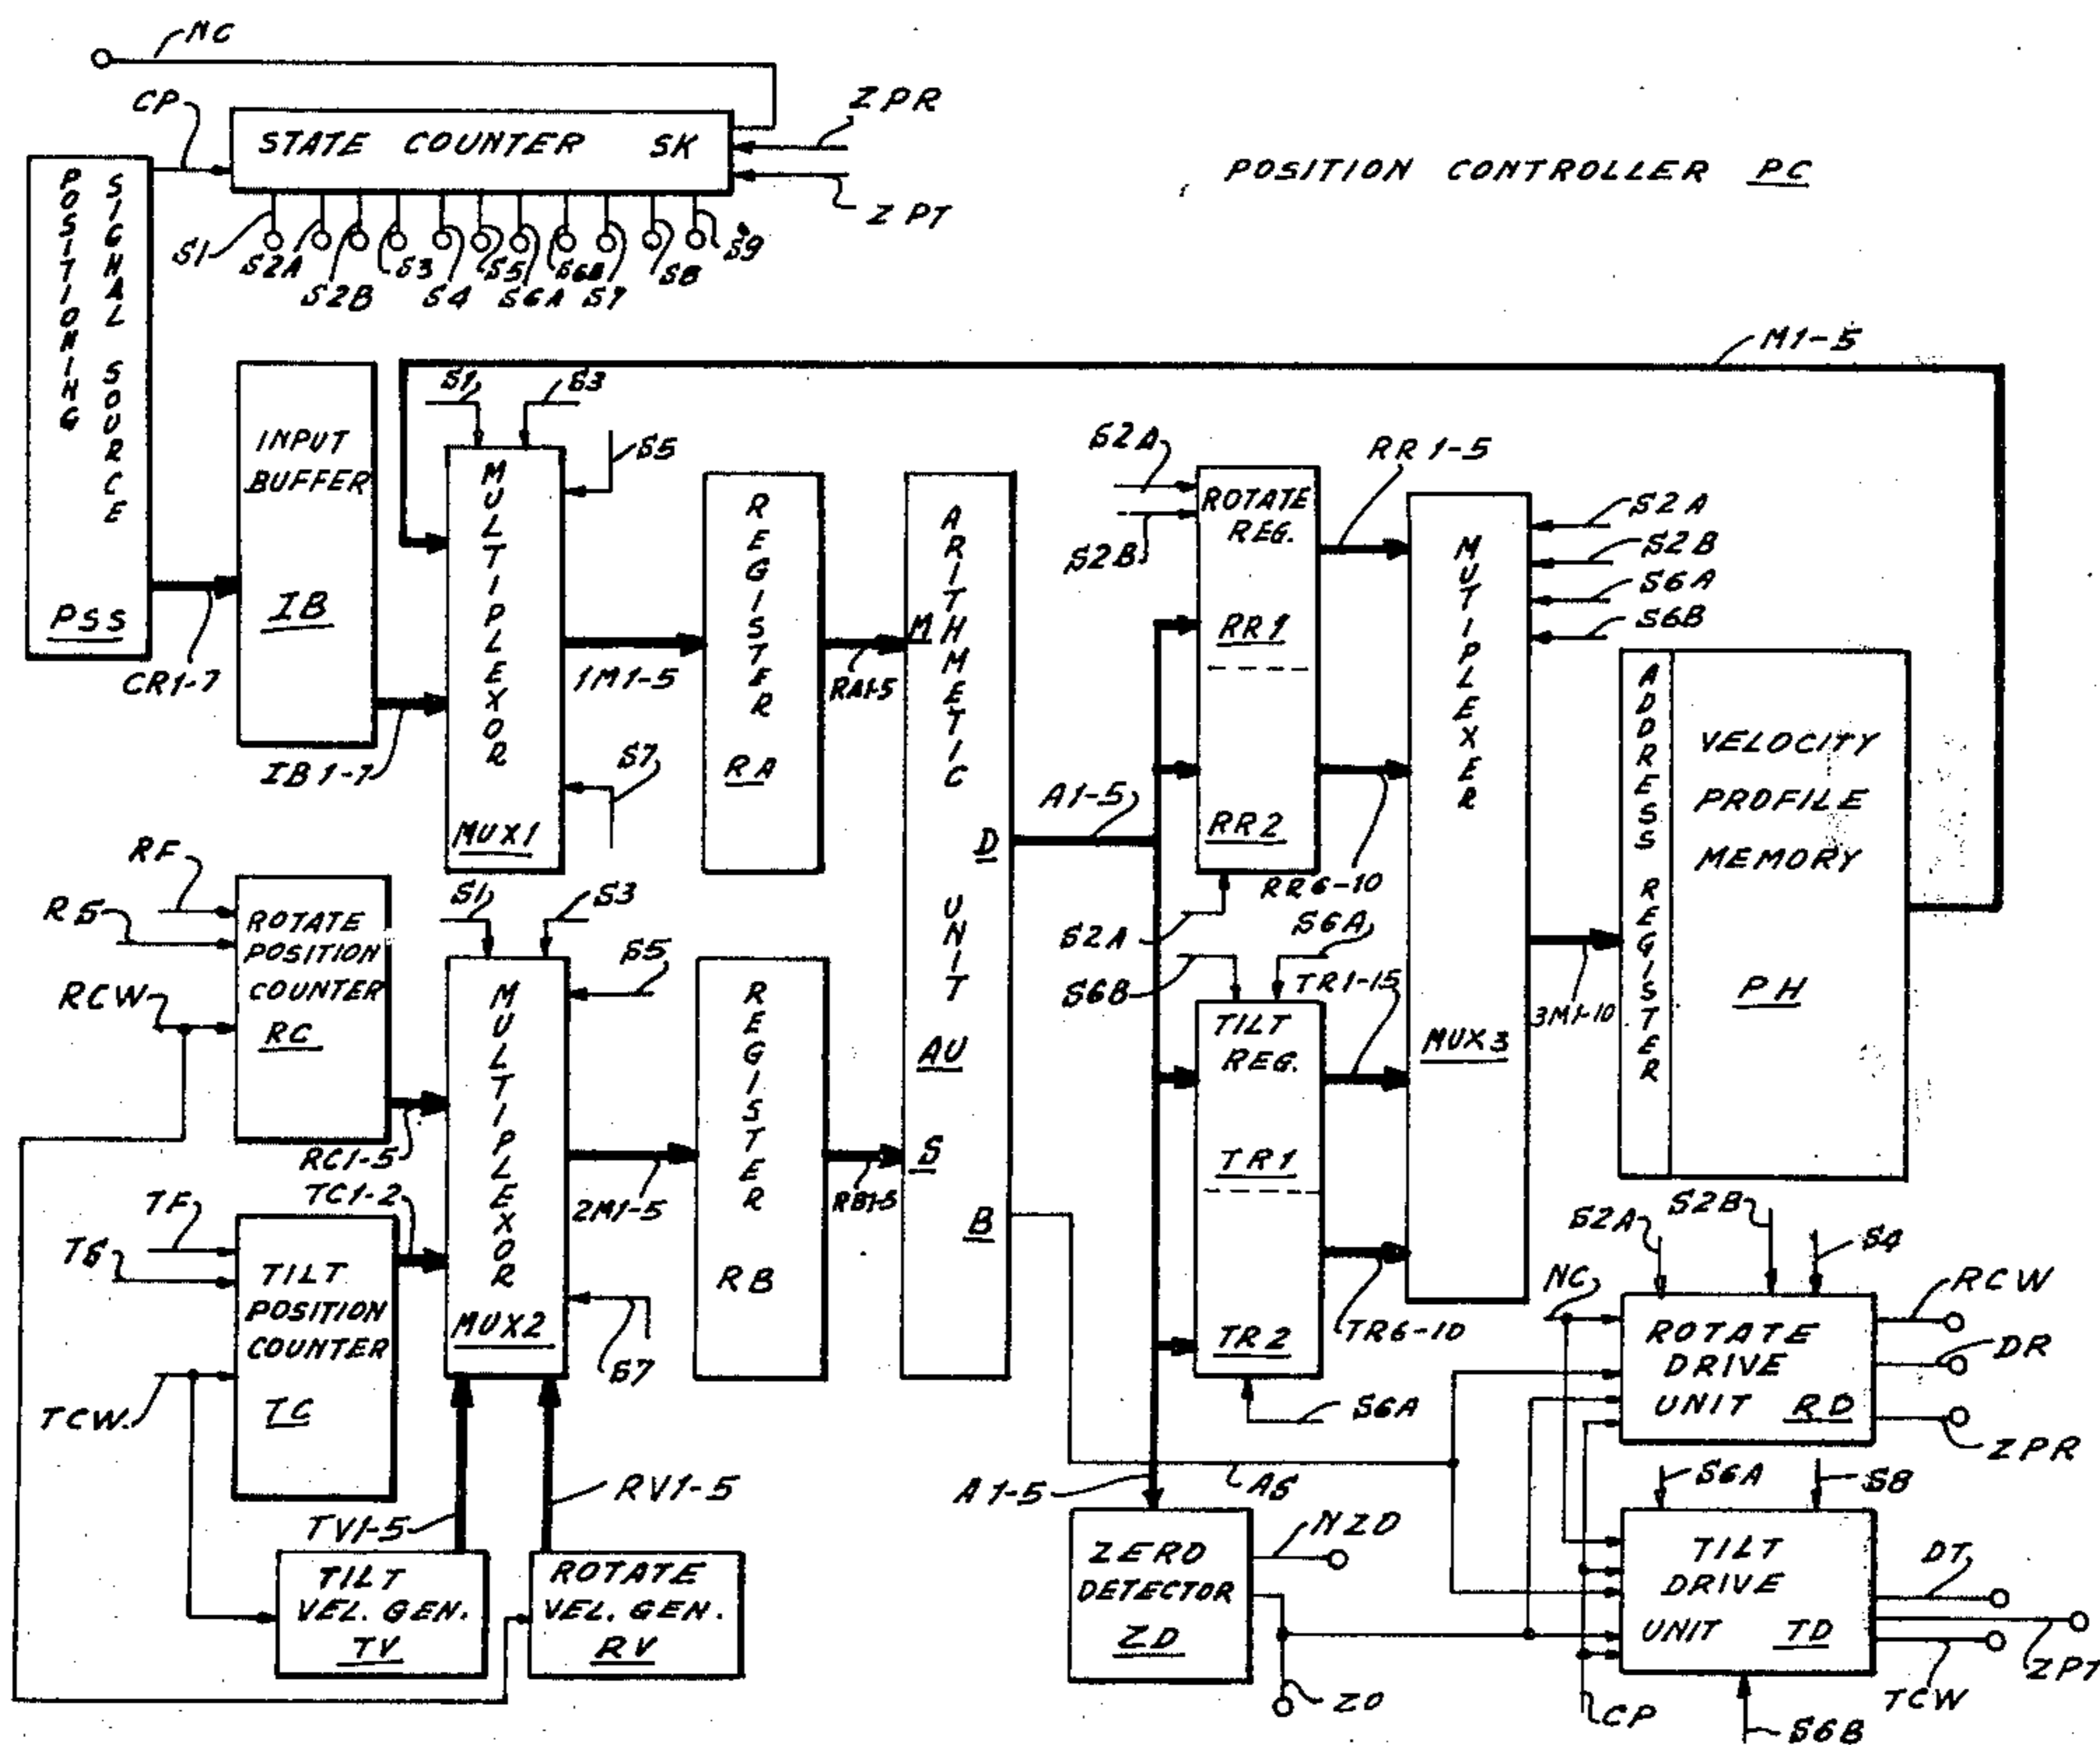 NC
CP
ZPR
STATE COUNTER SK
ZPT
POSITION CONTROLLER PC
S1
S2A
S2B
S3
S4
S5
S6A
S6B
S7
S8
S9
POSITIONING SIGNAL SOURCE
PSS
CR1-7
INPUT
BUFFER
IB
IB1-7
M1-5
S1
S3
S5
S7
MULTIPLEXOR
MUX1
1M1-5
REGISTER
RA
RA1-5
ARITHMETIC UNIT
M
D
AU
S
B
A1-5
S2A
S2B
ROTATE
REG.
RR1
RR2
RR1-5
RR6-10
S2A
S2A
S2B
S6A
S6B
MUTIPLEXER
MUX3
3M1-10
ADDRESS REGISTER
VELOCITY
PROFILE
MEMORY
PH
RF
R5
RCW
ROTATE
POSITION
COUNTER
RC
RC1-5
S1
S3
S5
S7
MULTIPLEXOR
MUX2
2M1-5
REGISTER
RB
RB1-5
S6B
S6A
TILT
REG.
TR1
TR2
TR1-15
TR6-10
S6A
TF
TG
TCW
TC1-2
TILT
POSITION
COUNTER
TC
TV1-5
RV1-5
TILT
VEL. GEN.
TV
ROTATE
VEL. GEN.
RV
A1-5
AS
ZERO
DETECTOR
ZD
NZD
ZO
S2A
S2B
S4
NC
ROTATE
DRIVE
UNIT RD
RCW
DR
ZPR
S6A
S8
TILT
DRIVE
UNIT TD
DT
ZPT
TCW
CP
S6B